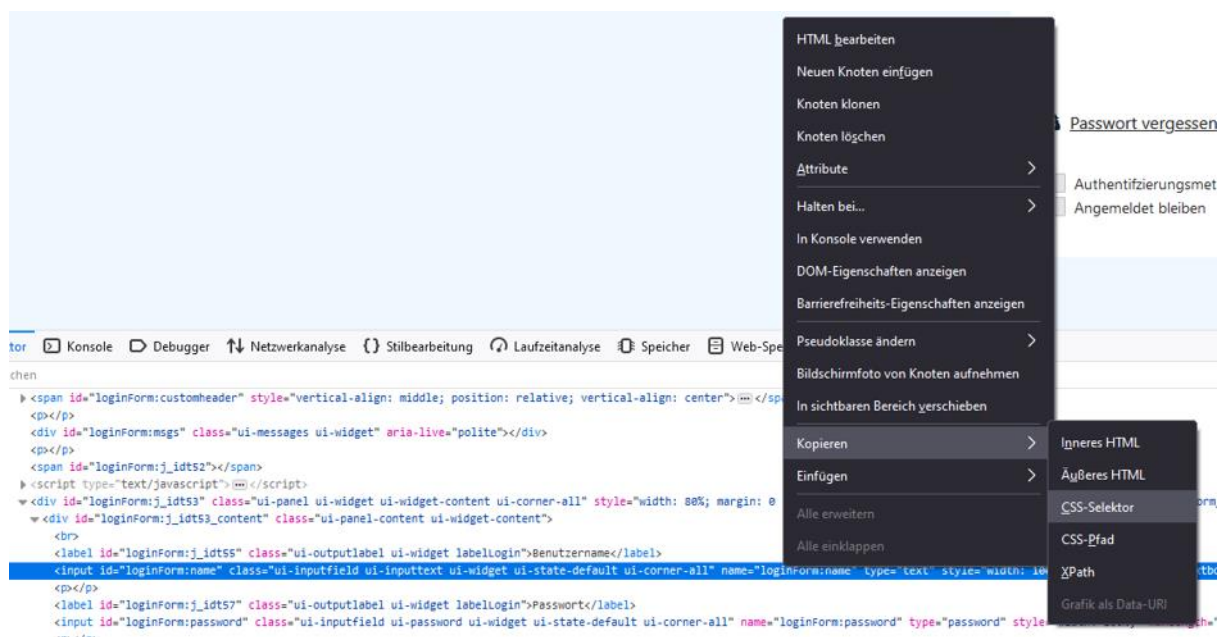 HTML bearbeiten
Neuen Knoten einfügen
Knoten klonen
Knoten löschen
Attribute
Halten bei...
In Konsole verwenden
DOM-Eigenschaften anzeigen
Barrierefreiheits-Eigenschaften anzeigen
Pseudoklasse ändern
Bildschirmfoto von Knoten aufnehmen
In sichtbaren Bereich verschieben
Kopieren
Einfügen
Alle erweitern
Alle einklappen
Inneres HTML
Äußeres HTML
CSS-Selektor
CSS-Pfad
XPath
Grafik als Data-URI
Passwort vergessen
Authentifzierungsmet
Angemeldet bleiben
tor Konsole Debugger Netzwerkanalyse {} Stilbearbeitung Laufzeitanalyse Speicher Web-Spe
chen
<span id="loginForm:customheader" style="vertical-align: middle; position: relative; vertical-align: center"> </sp
<p></p>
<div id="loginForm:msgs" class="ui-messages ui-widget" aria-live="polite"></div>
<p></p>
<span id="loginForm:j_idt52"></span>
<script type="text/javascript"> </script>
<div id="loginForm:j_idt53" class="ui-panel ui-widget ui-widget-content ui-corner-all" style="width: 80%; margin: 0
<div id="loginForm:j_idt53_content" class="ui-panel-content ui-widget-content">
<br>
<label id="loginForm:j_idt55" class="ui-outputlabel ui-widget labelLogin">Benutzername</label>
<input id="loginForm:name" class="ui-inputfield ui-inputtext ui-widget ui-state-default ui-corner-all" name="loginForm:name" type="text" style="width: 100
<p></p>
<label id="loginForm:j_idt57" class="ui-outputlabel ui-widget labelLogin">Passwort</label>
<input id="loginForm:password" class="ui-inputfield ui-password ui-widget ui-state-default ui-corner-all" name="loginForm:password" type="password" style